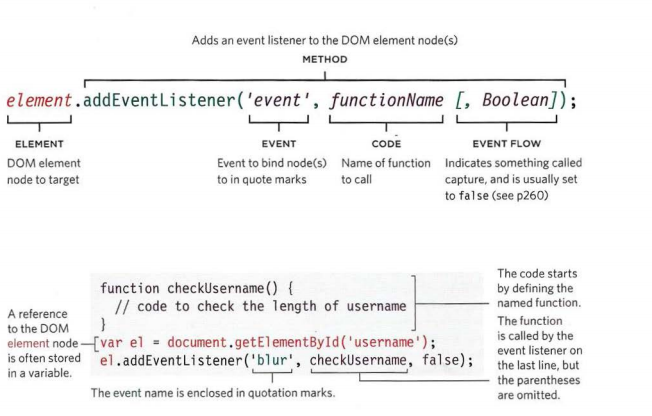 Adds an event listener to the DOM element node(s)
METHOD
element.addEventListener('event', functionName [, Boolean]);
ELEMENT
DOM element
node to target
EVENT
Event to bind node(s)
to in quote marks
CODE
Name of function
to call
EVENT FLOW
Indicates something called
capture, and is usually set
to false (see p260)
function checkUsername() {
// code to check the length of username
}
var el = document.getElementById('username');
el.addEventListener('blur', checkUsername, false);
A reference
to the DOM
element node
is often stored
in a variable.
The event name is enclosed in quotation marks.
The code starts
by defining the
named function.
The function
is called by the
event listener on
the last line, but
the parentheses
are omitted.